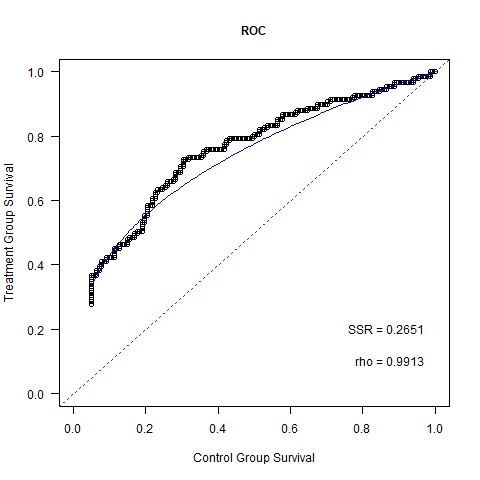 ROC
Treatment Group Survival
1.0
0.8
0.6
0.4
0.2
0.0
SSR = 0.2651
rho = 0.9913
0.0 0.2 0.4 0.6 0.8 1.0
Control Group Survival